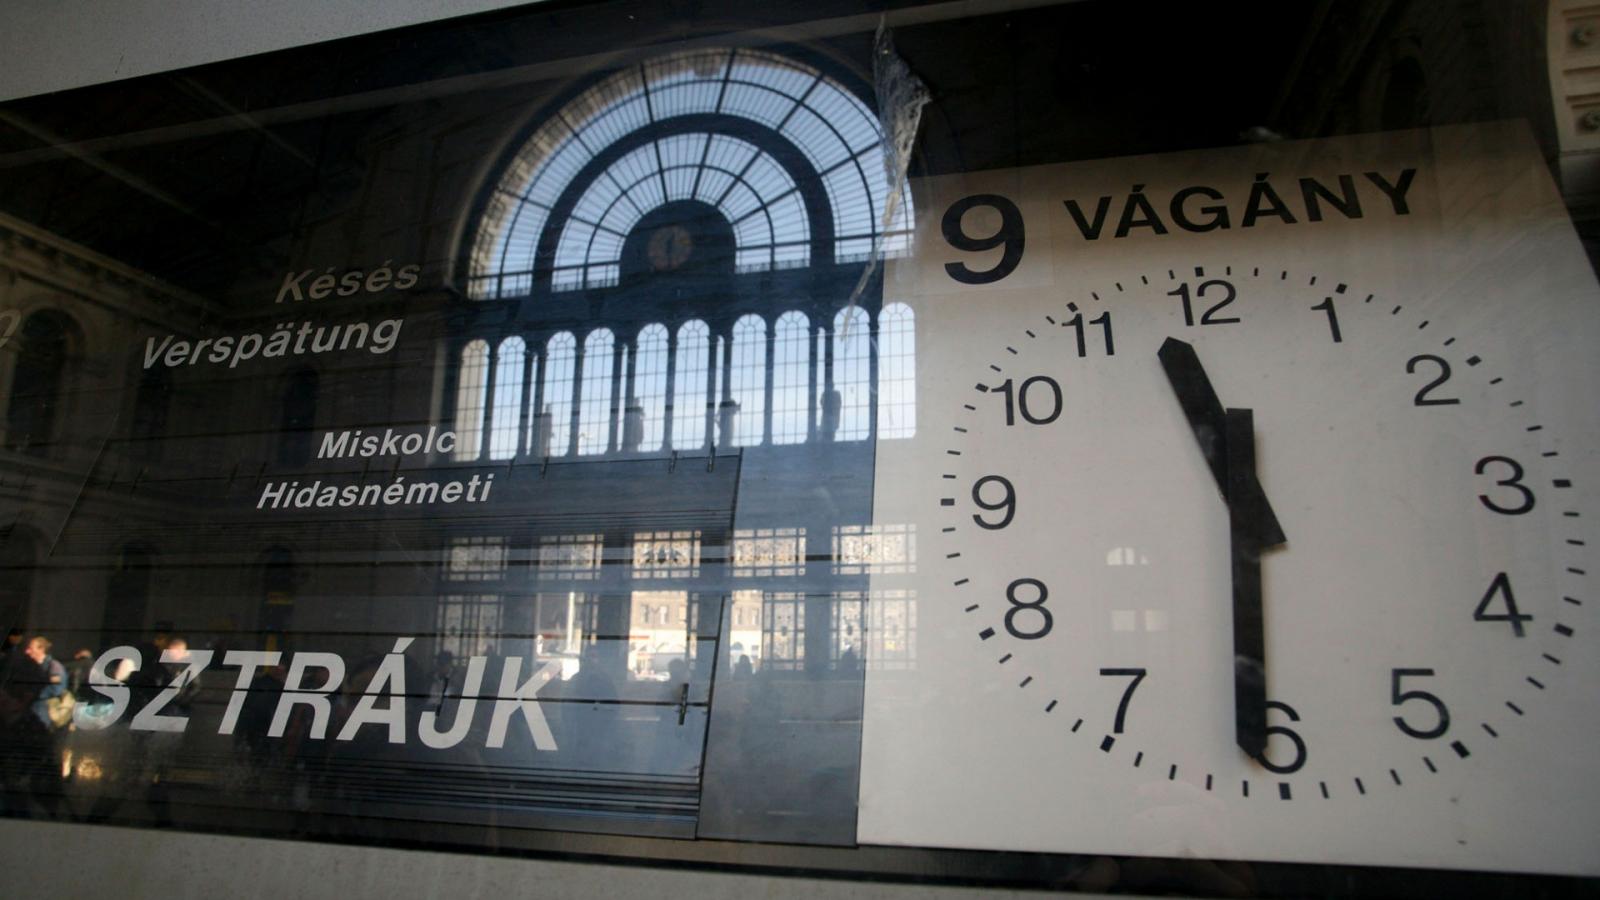 Késés
Verspätung
Miskolc
Hidasnémeti
SZTRÁJK
9 VÁGÁNY
12
1
2
3
4
5
6
7
8
9
10
11